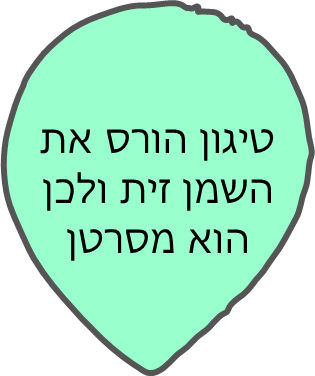 טיגון הורס את
השמן זית ולכן
הוא מסרטן